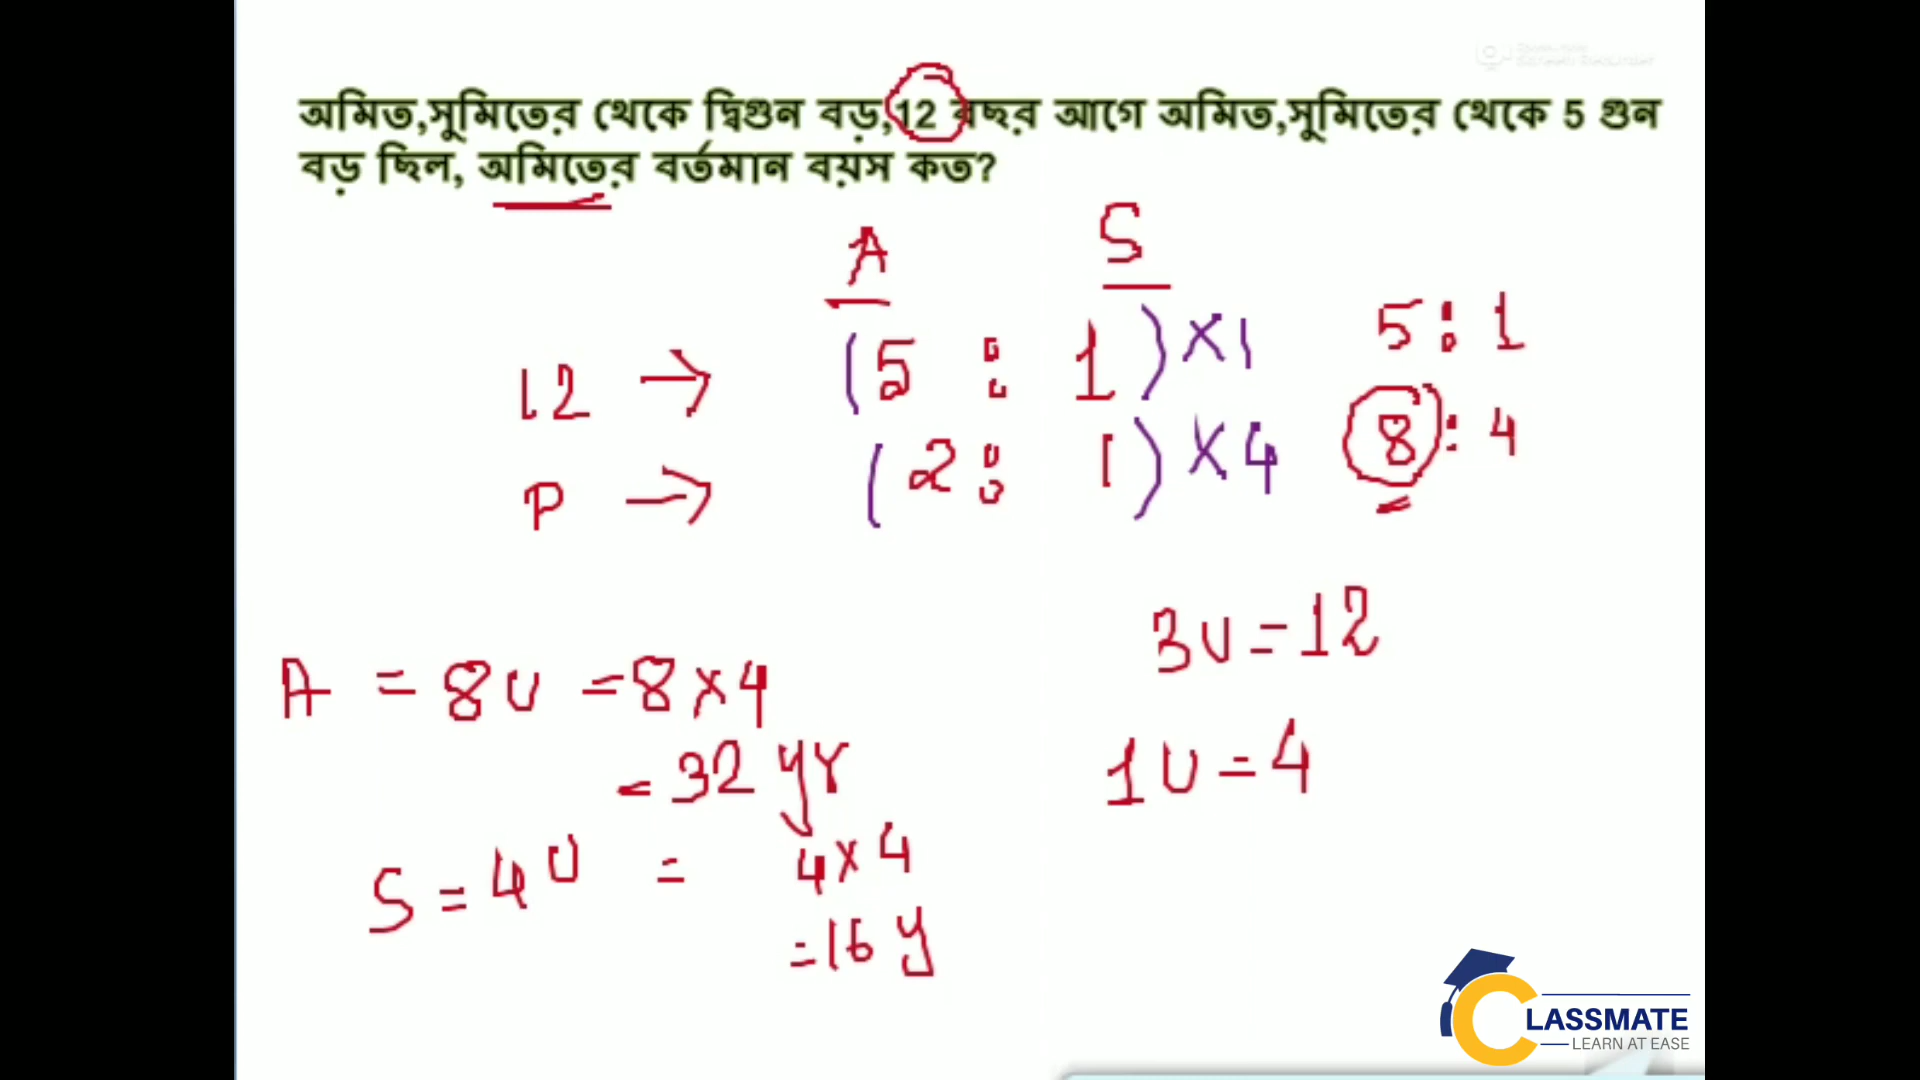 অমিত,সুমিতের থেকে দ্বিগুন বড়,12 বছর আগে অমিত,সুমিতের থেকে 5 গুন
বড় ছিল, অমিতের বর্তমান বয়স কত?
A S
12 → (5 : 1) ×1 5 : 1
P → (2 : 1) ×4 8 : 4
3U = 12
A = 8U = 8×4
= 32 yr
1U = 4
S = 4U = 4×4
= 16 y
CLASSMATE
LEARN AT EASE